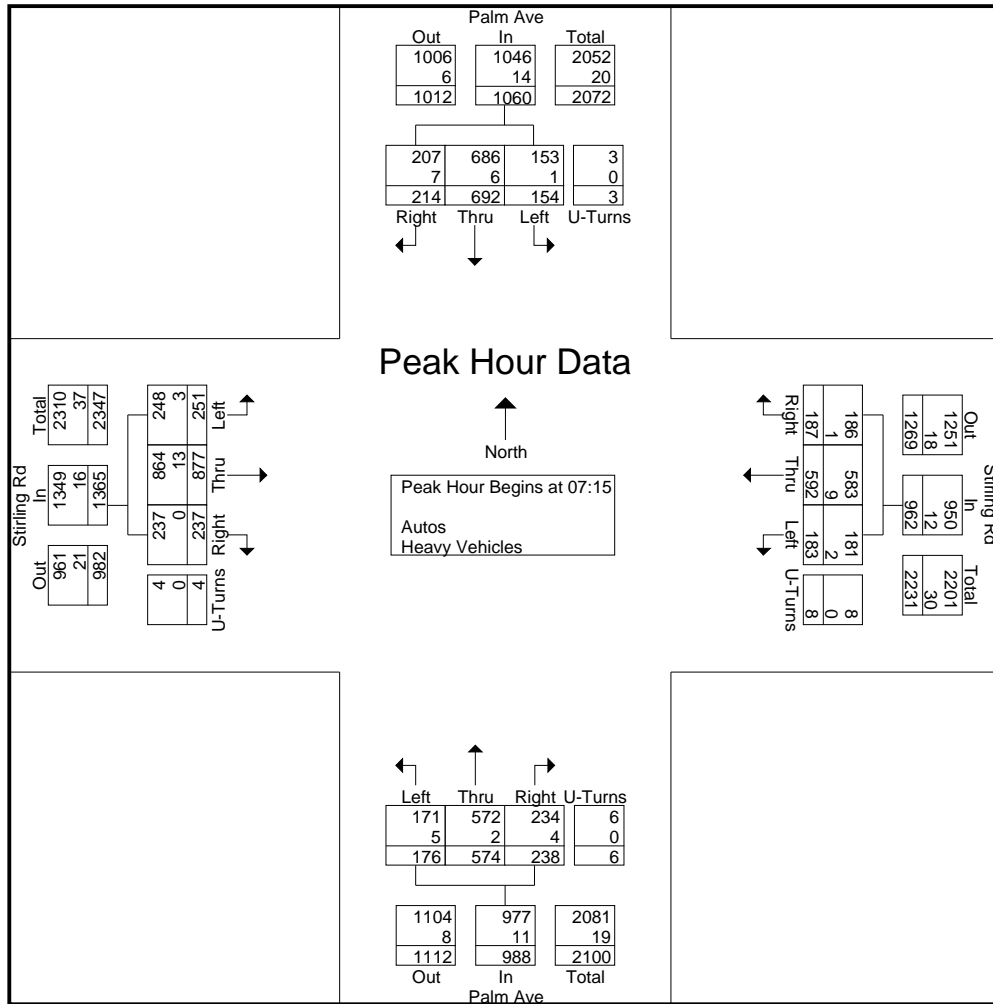 Palm Ave
Out In Total
1006 1046 2052
6 14 20
1012 1060 2072
207 686 153 3
7 6 1 0
214 692 154 3
Right Thru Left U-Turns
Peak Hour Data
North
Peak Hour Begins at 07:15
Autos
Heavy Vehicles
Stirling Rd
Total In Out
2310 1349 961
37 16 21
2347 1365 982
248 864 237 4
3 13 0 0
251 877 237 4
Left Thru Right U-Turns
Right Thru Left U-Turns
187 592 183 8
1 9 2 0
186 583 181 8
1269 962 2231
18 12 30
1251 950 2201
Out In Total
Stirling Rd
Left Thru Right U-Turns
171 572 234 6
5 2 4 0
176 574 238 6
1104 977 2081
8 11 19
1112 988 2100
Out In Total
Palm Ave